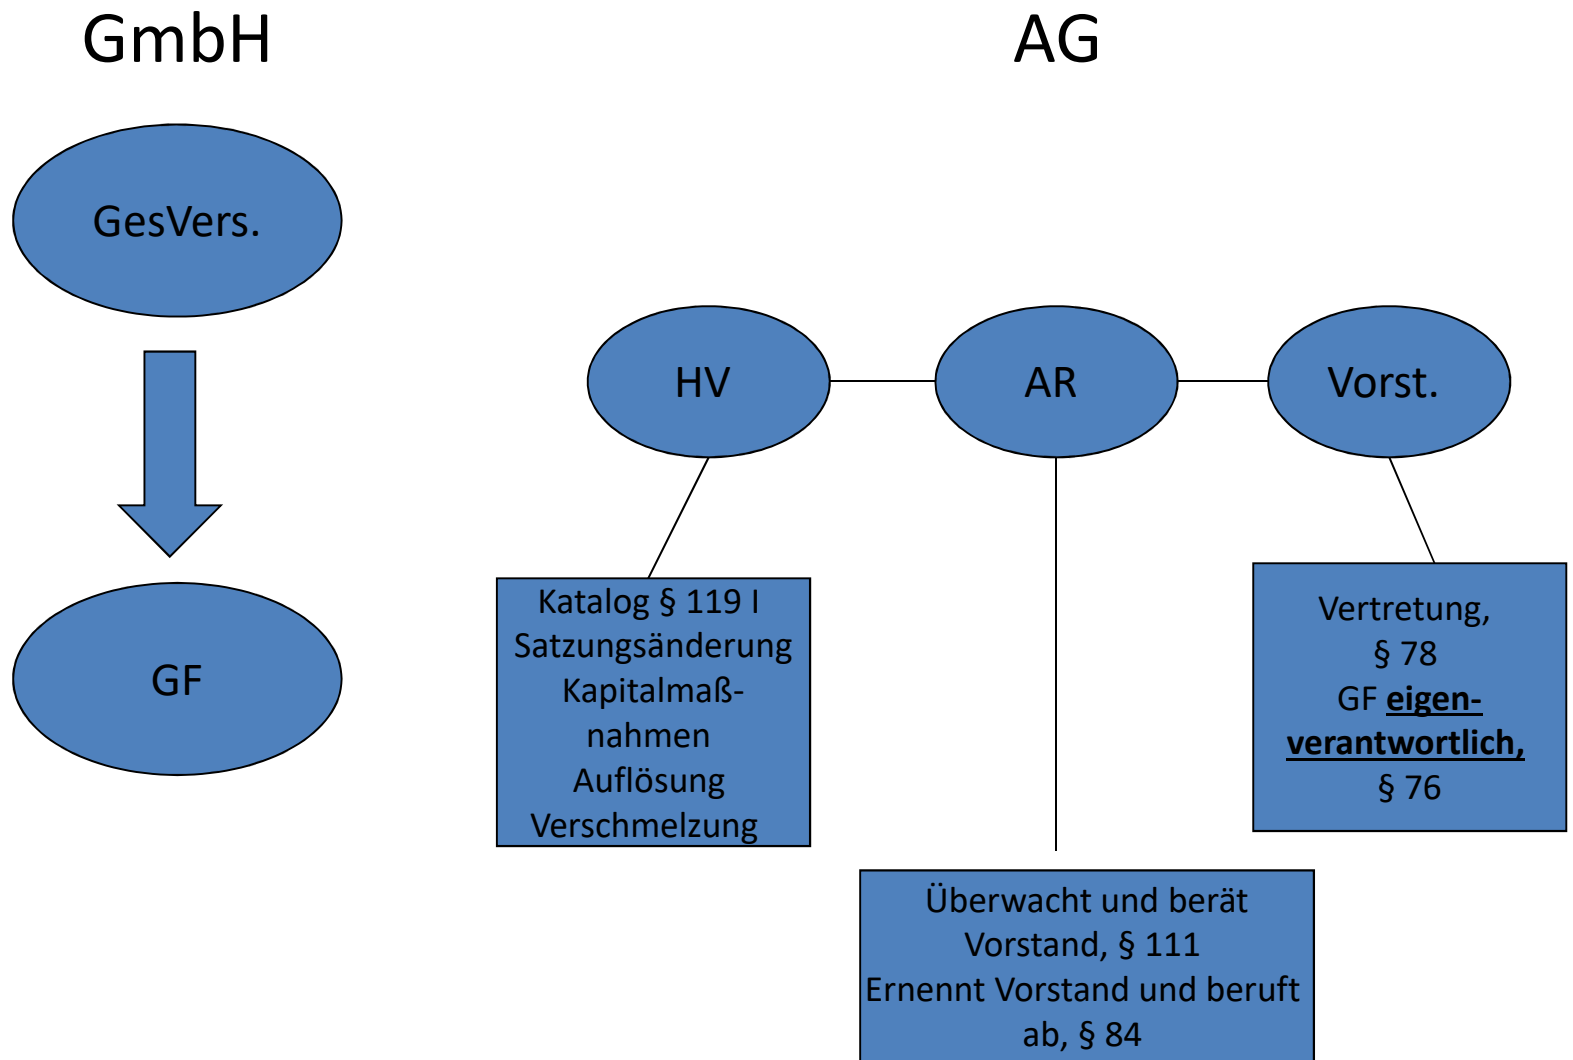 GmbH
AG
GesVers.
GF
HV
AR
Vorst.
Katalog § 119 I
Satzungsänderung
Kapitalmaß-
nahmen
Auflösung
Verschmelzung
Überwacht und berät
Vorstand, § 111
Ernennt Vorstand und beruft
ab, § 84
Vertretung,
§ 78
GF eigen-
verantwortlich,
§ 76